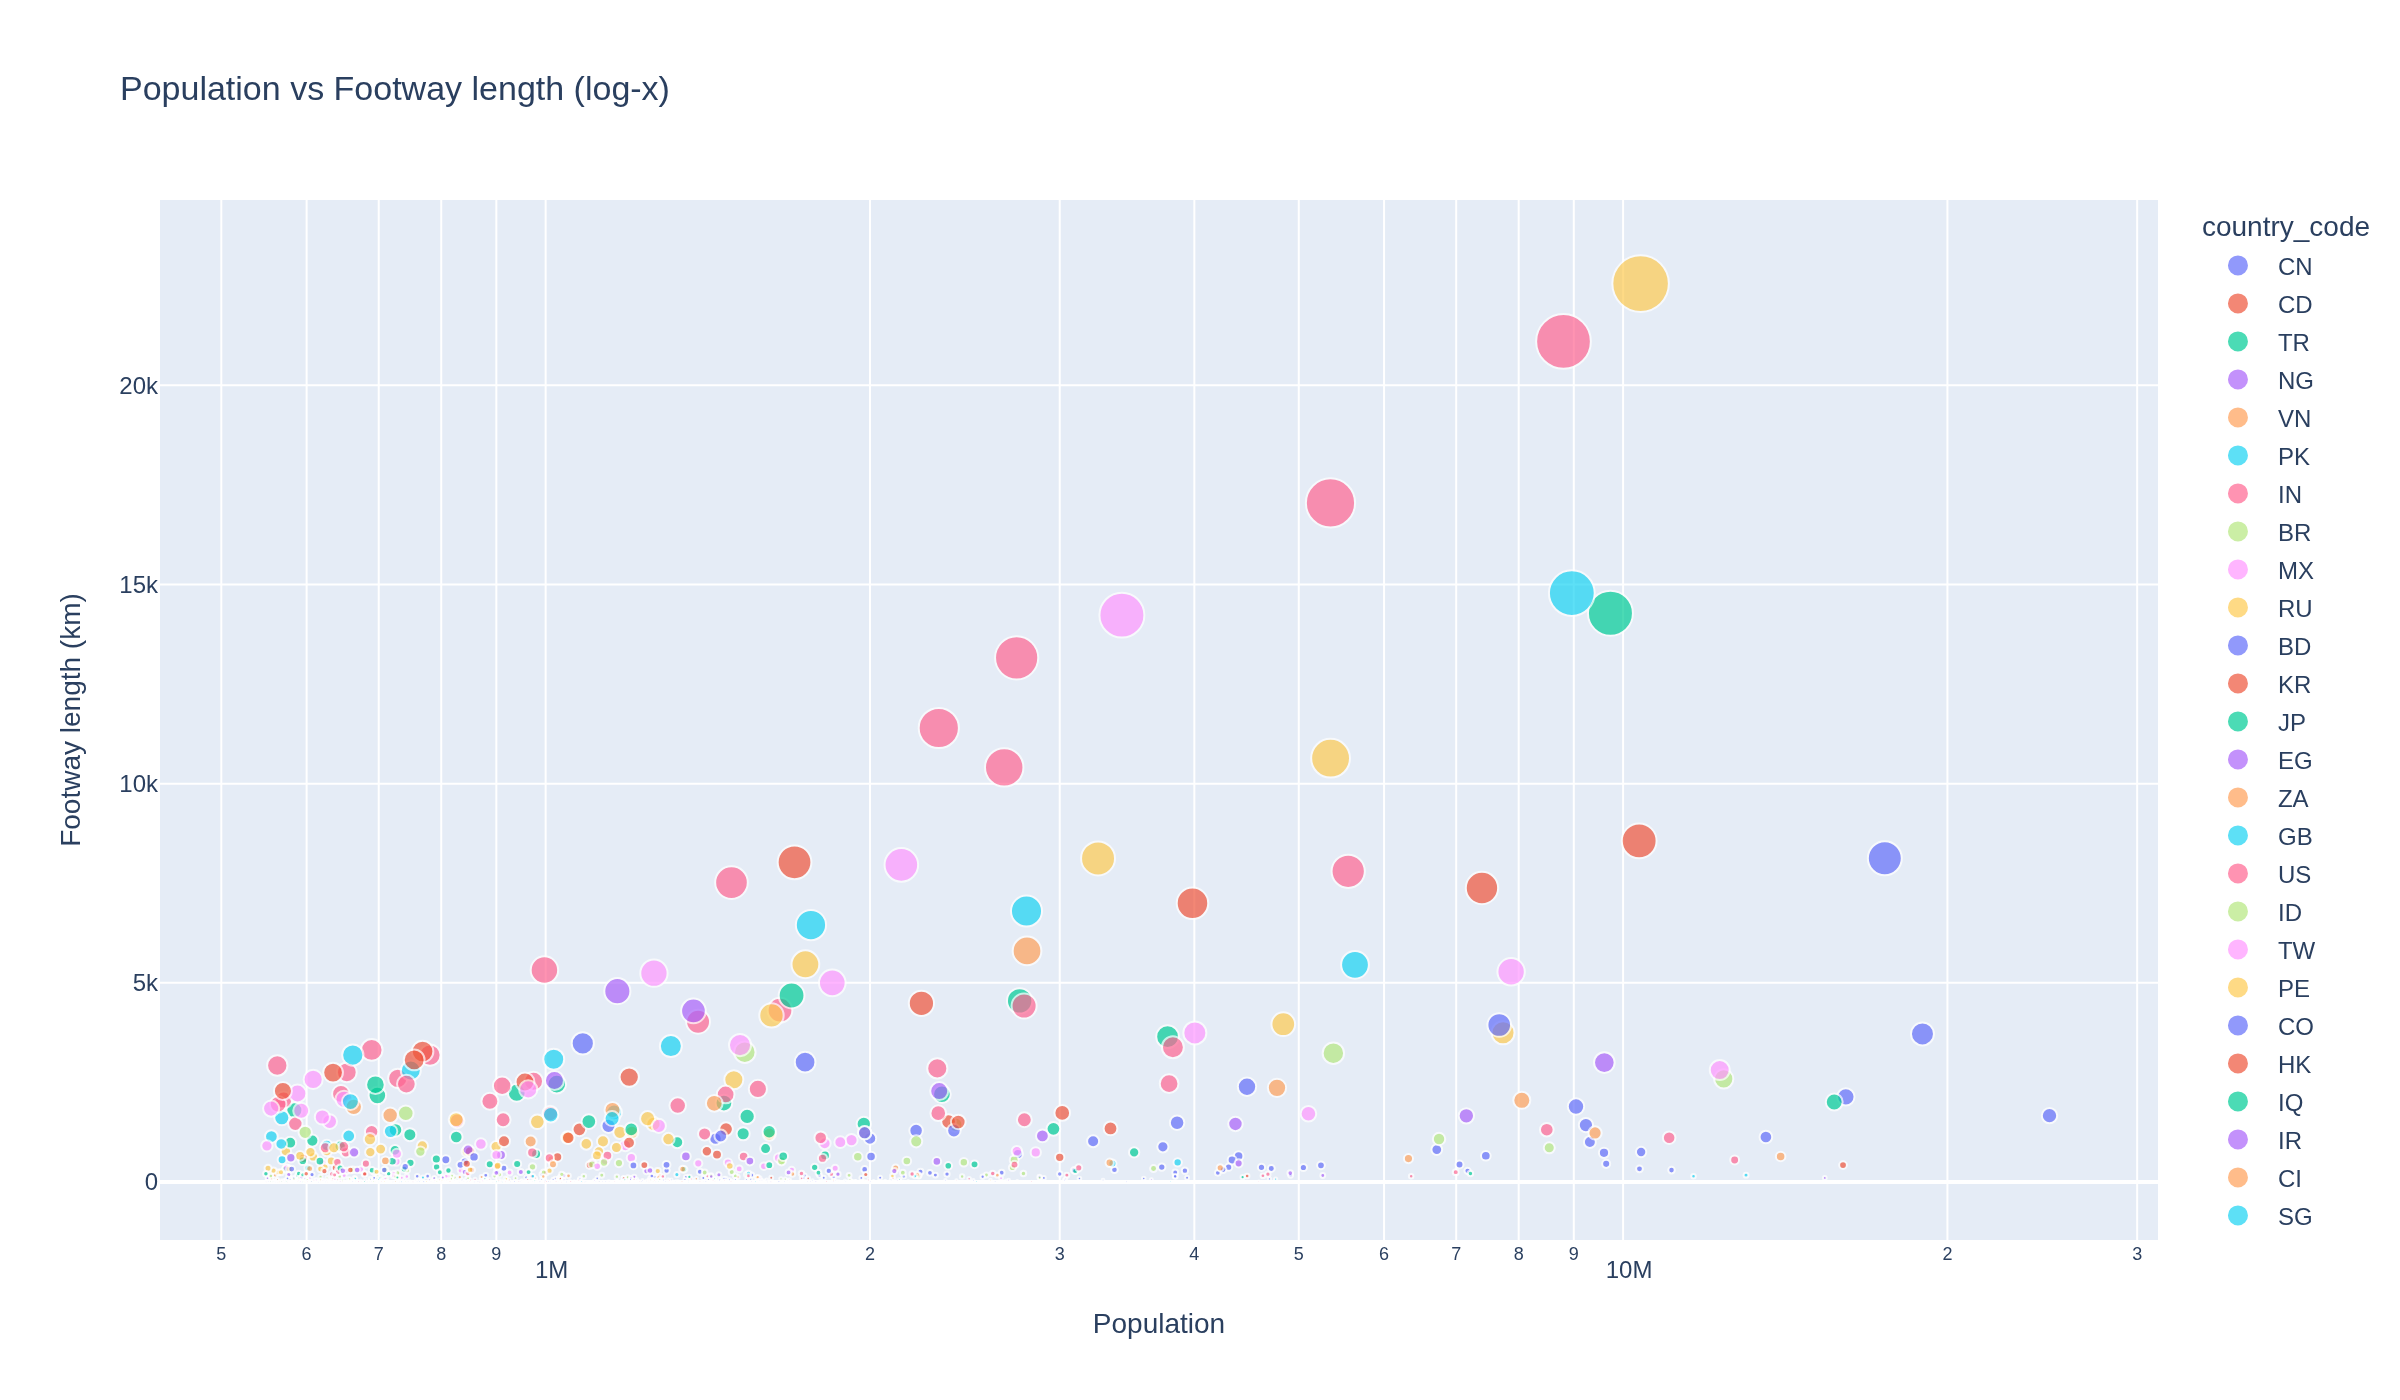 Population vs Footway length (log-x)
country_code
CN
CD
TR
NG
VN
PK
IN
BR
MX
RU
BD
KR
JP
EG
ZA
GB
US
ID
TW
PE
CO
HK
IQ
IR
CI
SG
Footway length (km)
20k
15k
10k
5k
0
5 6 7 8 9 2 3 4 5 6 7 8 9 2 3
1M 10M
Population